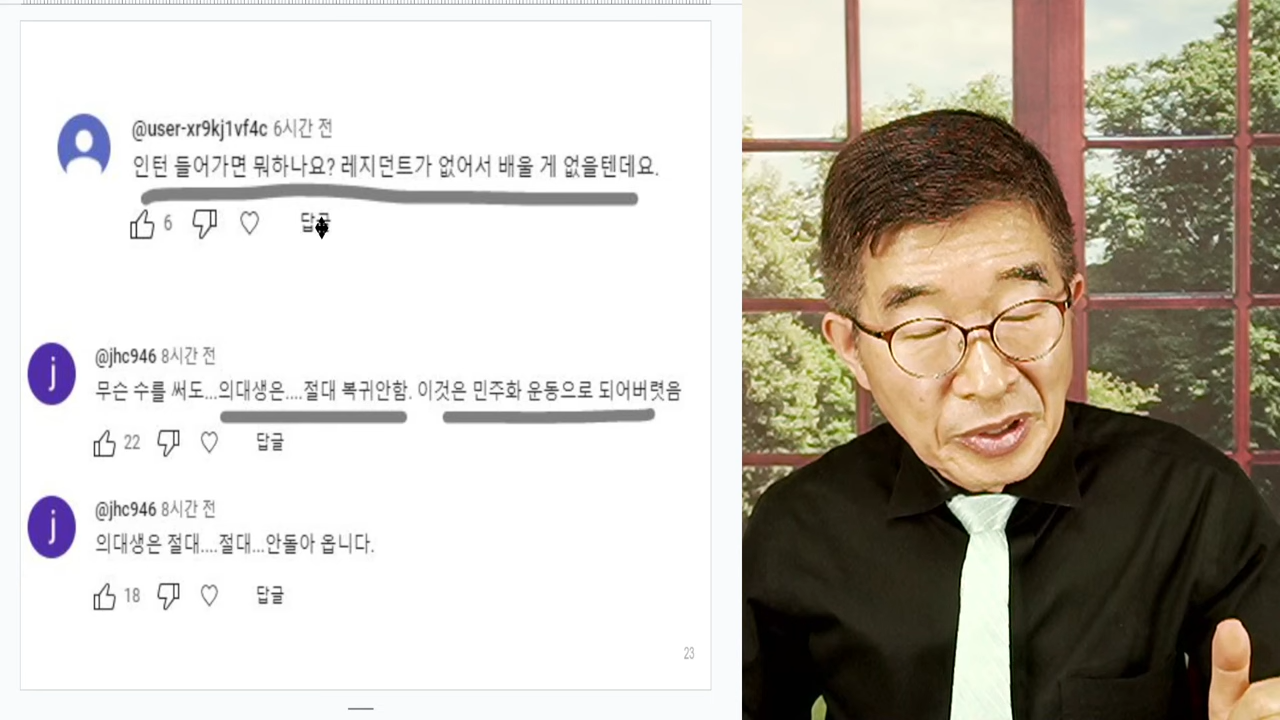 @user-xr9kj1vf4c 6시간 전
인턴 들어가면 뭐하나요? 레지던트가 없어서 배울 게 없을텐데요.
6 답글
@jhc946 8시간 전
무슨 수를 써도...의대생은....절대 복귀안함. 이것은 민주화 운동으로 되어버렷음
22 답글
@jhc946 8시간 전
의대생은 절대....절대...안돌아 옵니다.
18 답글
23